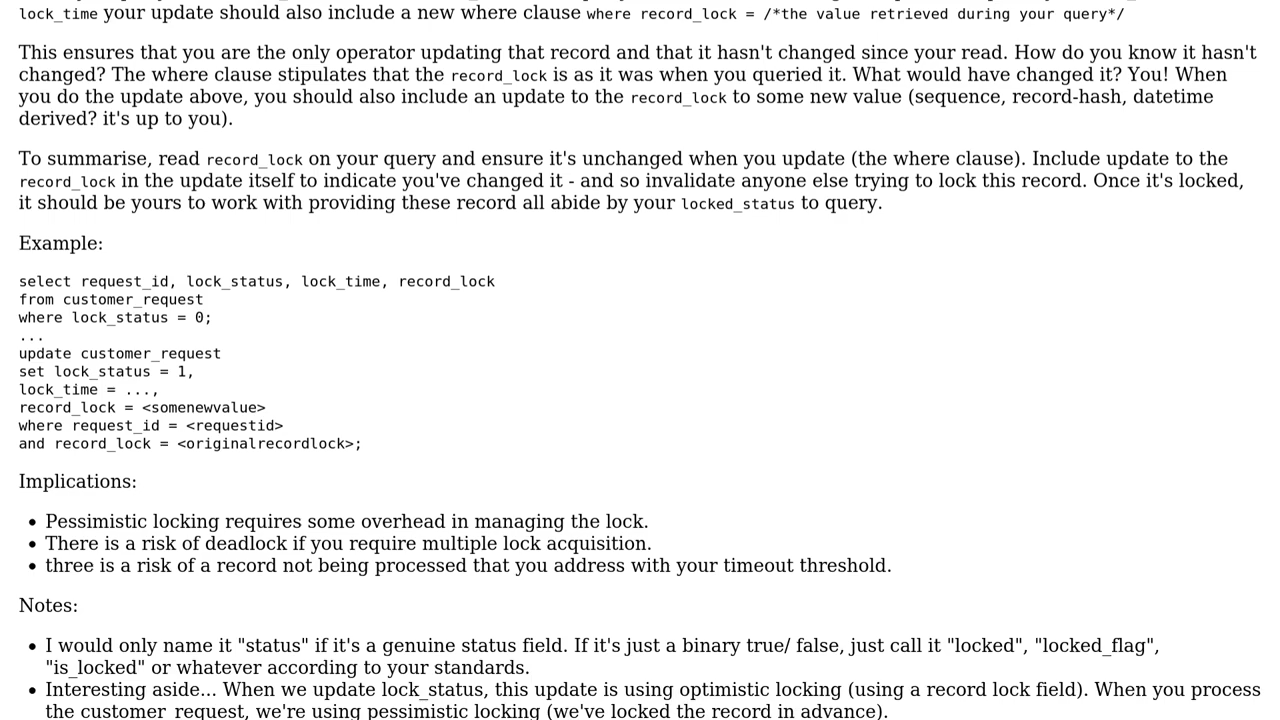 lock_time your update should also include a new where clause where record_lock = /*the value retrieved during your query*/
This ensures that you are the only operator updating that record and that it hasn't changed since your read. How do you know it hasn't
changed? The where clause stipulates that the record_lock is as it was when you queried it. What would have changed it? You! When
you do the update above, you should also include an update to the record_lock to some new value (sequence, record-hash, datetime
derived? it's up to you).
To summarise, read record_lock on your query and ensure it's unchanged when you update (the where clause). Include update to the
record_lock in the update itself to indicate you've changed it - and so invalidate anyone else trying to lock this record. Once it's locked,
it should be yours to work with providing these record all abide by your locked_status to query.
Example:
select request_id, lock_status, lock_time, record_lock
from customer_request
where lock_status = 0;
...
update customer_request
set lock_status = 1,
lock_time = ...,
record_lock = <somenewvalue>
where request_id = <requestid>
and record_lock = <originalrecordlock>;
Implications:
• Pessimistic locking requires some overhead in managing the lock.
• There is a risk of deadlock if you require multiple lock acquisition.
• three is a risk of a record not being processed that you address with your timeout threshold.
Notes:
• I would only name it "status" if it's a genuine status field. If it's just a binary true/ false, just call it "locked", "locked_flag",
"is_locked" or whatever according to your standards.
• Interesting aside... When we update lock_status, this update is using optimistic locking (using a record lock field). When you process
the customer_request, we're using pessimistic locking (we've locked the record in advance).